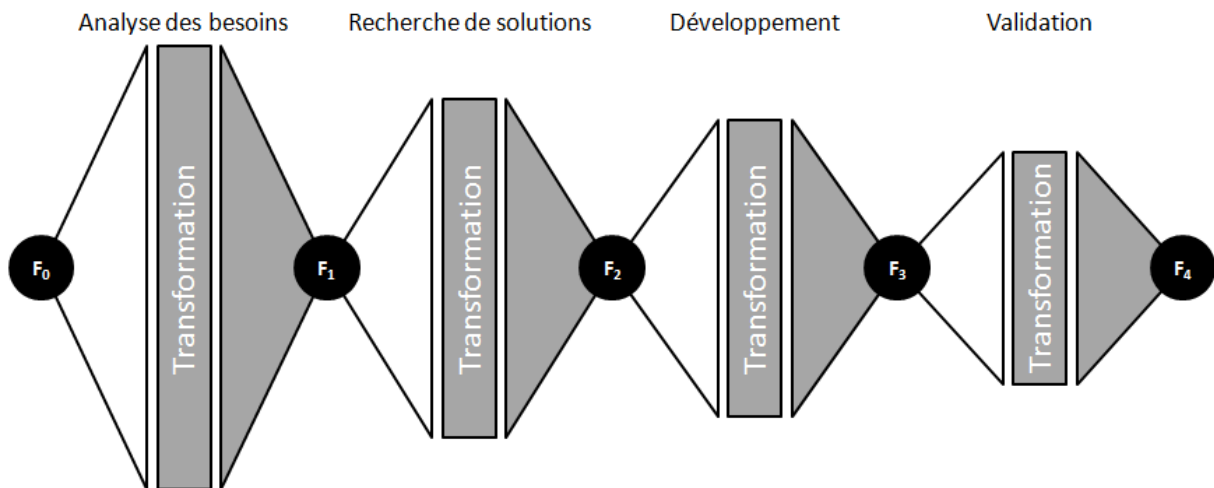 Analyse des besoins
Recherche de solutions
Développement
Validation
Transformation
Transformation
Transformation
Transformation
F₀
F₁
F₂
F₃
F₄